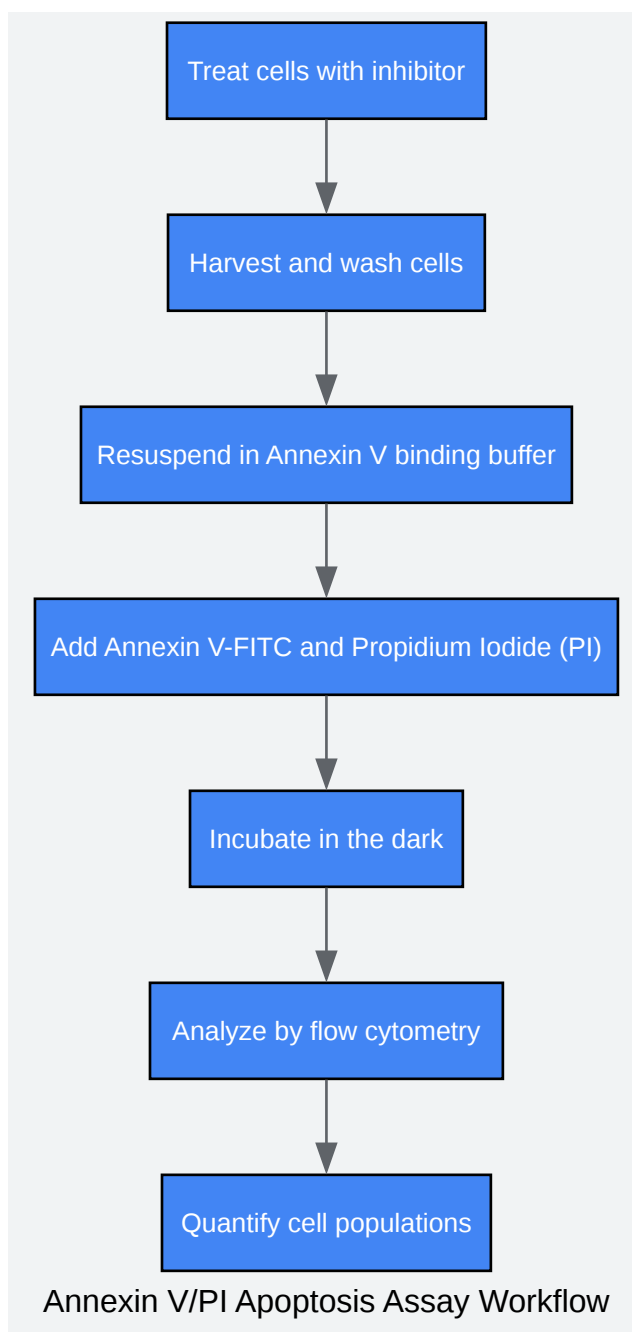 Treat cells with inhibitor
Harvest and wash cells
Resuspend in Annexin V binding buffer
Add Annexin V-FITC and Propidium Iodide (PI)
Incubate in the dark
Analyze by flow cytometry
Quantify cell populations
Annexin V/PI Apoptosis Assay Workflow